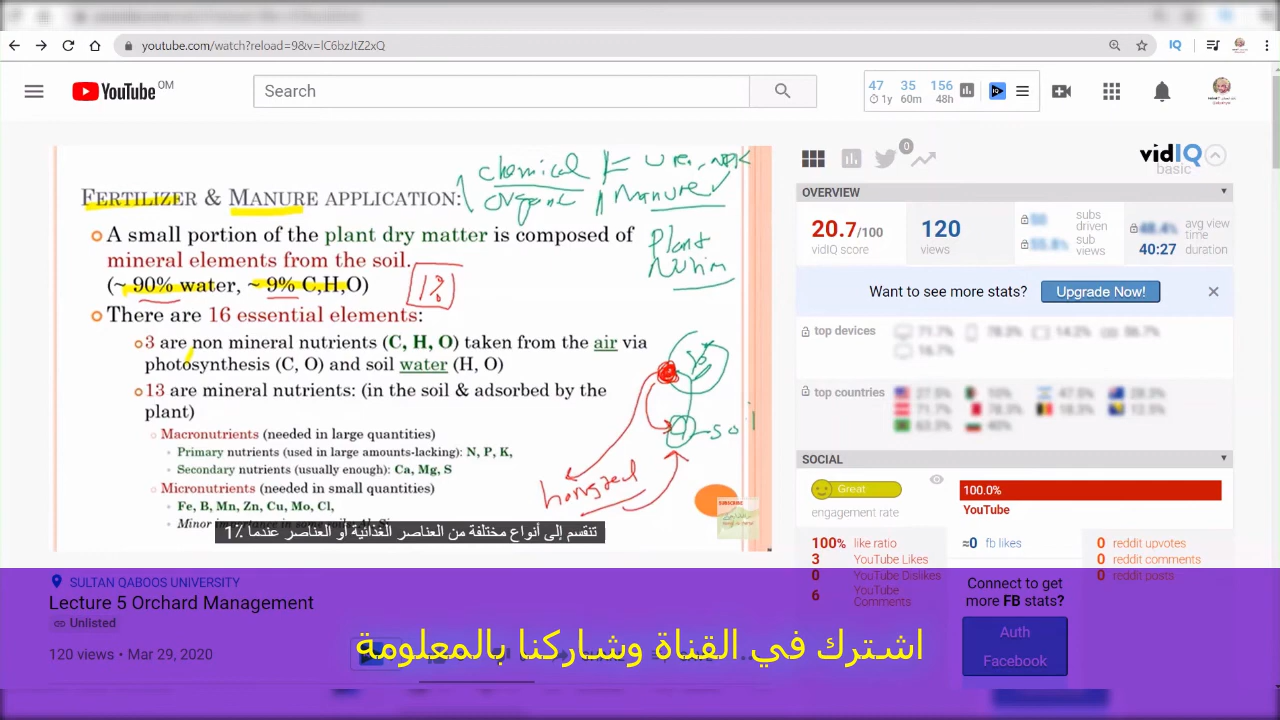 youtube.com/watch?reload=9&v=lC6bzJtZ2xQ
IQ
YouTube OM
Search
47 35 156
1y 60m 48h
FERTILIZER & MANURE APPLICATION:
chemical
organic
Manure
Plant
A small portion of the plant dry matter is composed of
mineral elements from the soil.
(~ 90% water, ~ 9% C,H,O)
1%
There are 16 essential elements:
3 are non mineral nutrients (C, H, O) taken from the air via
photosynthesis (C, O) and soil water (H, O)
13 are mineral nutrients: (in the soil & adsorbed by the
plant)
soil
Macronutrients (needed in large quantities)
Primary nutrients (used in large amounts-lacking): N, P, K,
Secondary nutrients (usually enough): Ca, Mg, S
Micronutrients (needed in small quantities)
Fe, B, Mn, Zn, Cu, Mo, Cl,
SUBSCRIBE
تنقسم إلى أنواع مختلفة من العناصر الغذائية أو العناصر عندما 1٪
SULTAN QABOOS UNIVERSITY
Lecture 5 Orchard Management
Unlisted
120 views • Mar 29, 2020
اشترك في القناة وشاركنا بالمعلومة
0
vidIQ
basic
OVERVIEW
20.7/100
vidIQ score
120
views
subs
driven
sub
views
avg view
time
40:27 duration
Want to see more stats? Upgrade Now!
top devices
top countries
SOCIAL
Great
engagement rate
100.0%
YouTube
100% like ratio
3 YouTube Likes
0 YouTube Dislikes
6 YouTube
Comments
≈0 fb likes
0 reddit upvotes
0 reddit comments
0 reddit posts
Connect to get
more FB stats?
Auth
Facebook